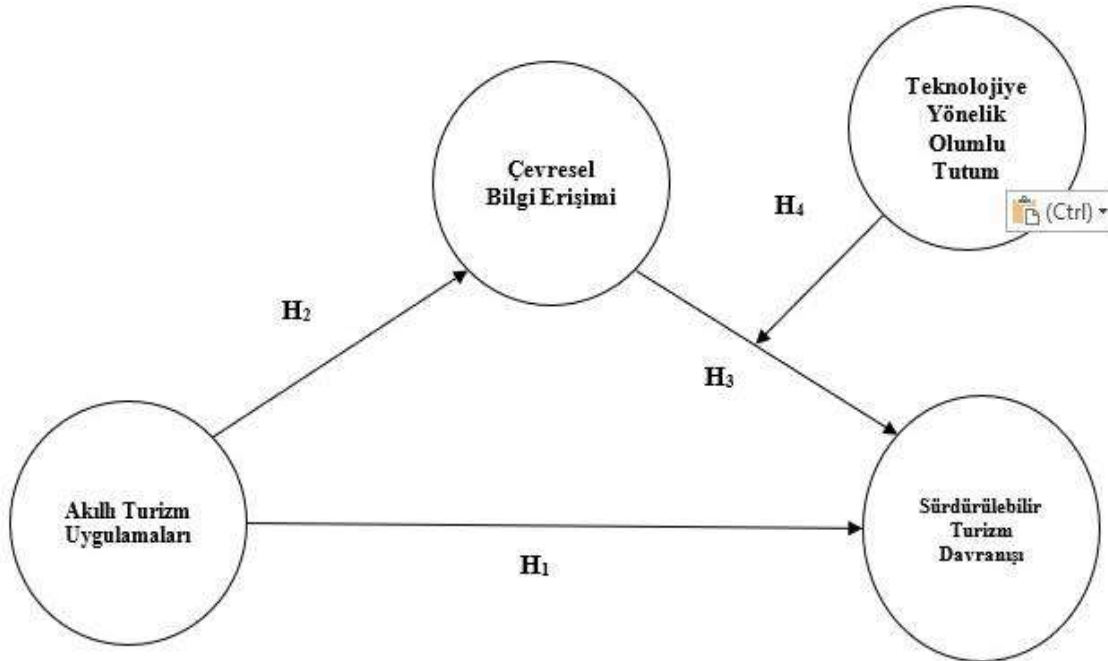 Teknolojiye
Yönelik
Olumlu
Tutum
Çevresel
Bilgi Erişimi
(Ctrl)
H4
H2
H3
Akıllı Turizm
Uygulamaları
Sürdürülebilir
Turizm
Davranışı
H1